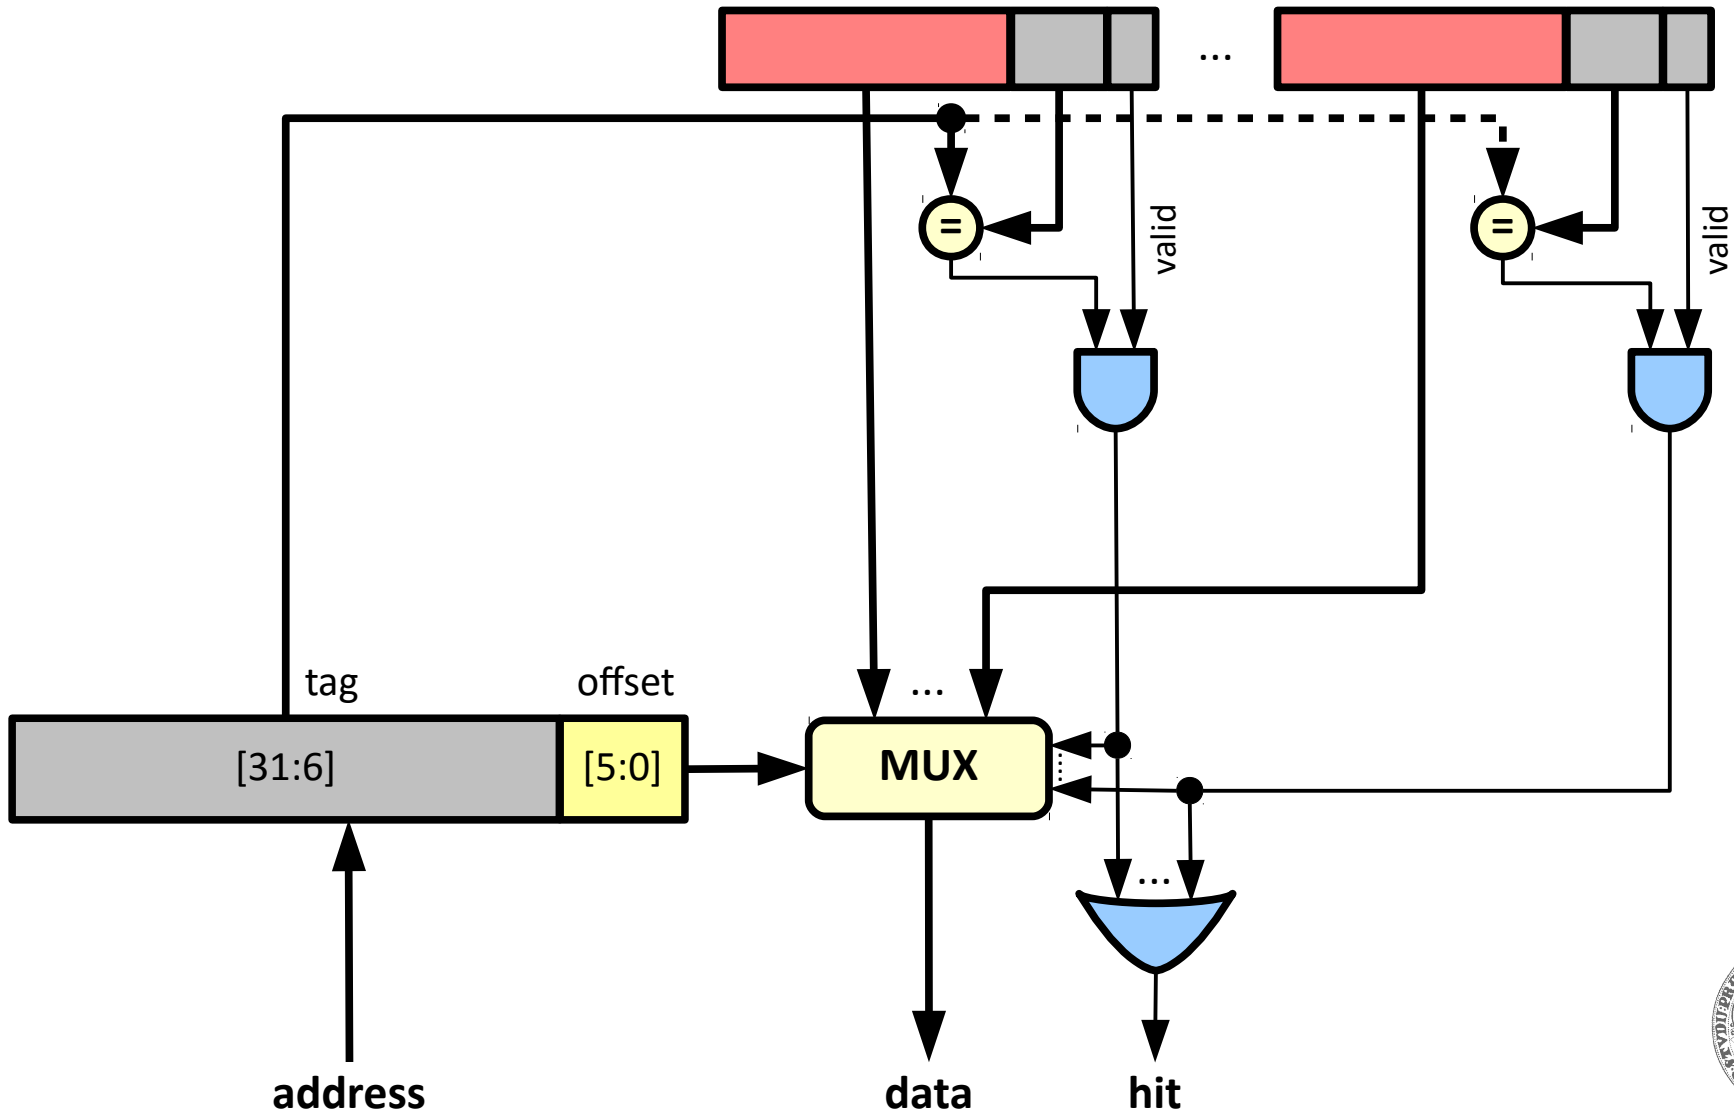 ...
=
valid
=
valid
tag
offset
...
[31:6]
[5:0]
MUX
...
address
data
hit